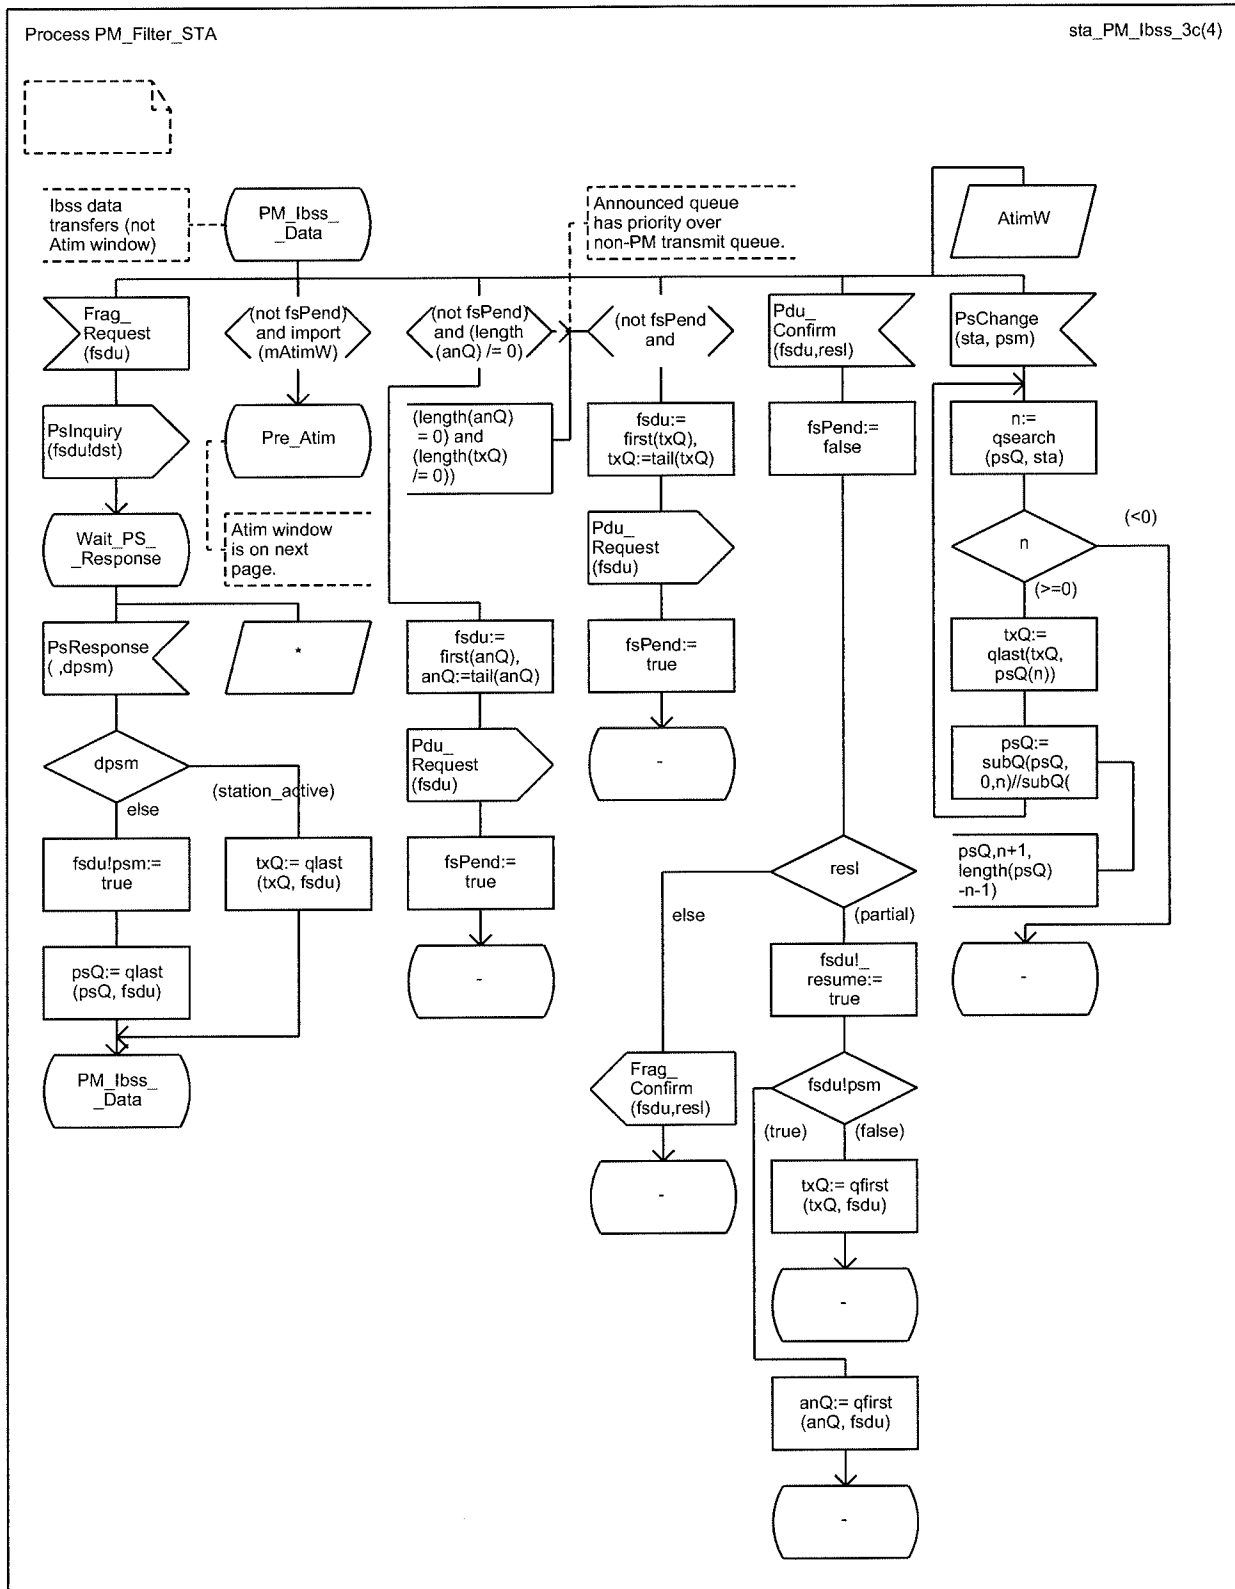 Process PM_Filter_STA
sta_PM_Ibss_3c(4)
Ibss data
transfers (not
Atim window)
PM_Ibss_
_Data
Announced queue
has priority over
non-PM transmit queue.
AtimW
Frag_
Request
(fsdu)
(not fsPend)
and import
(mAtimW)
(not fsPend)
and (length
(anQ) /= 0)
(not fsPend
and
Pdu_
Confirm
(fsdu,resl)
PsChange
(sta, psm)
PsInquiry
(fsdu!dst)
Pre_Atim
(length(anQ)
= 0) and
(length(txQ)
/= 0))
fsdu:=
first(txQ),
txQ:=tail(txQ)
fsPend:=
false
n:=
qsearch
(psQ, sta)
Wait_PS_
_Response
Atim window
is on next
page.
Pdu_
Request
(fsdu)
n
(<0)
(>=0)
PsResponse
( ,dpsm)
*
fsdu:=
first(anQ),
anQ:=tail(anQ)
fsPend:=
true
txQ:=
qlast(txQ,
psQ(n))
dpsm
(station_active)
else
Pdu_
Request
(fsdu)
-
psQ:=
subQ(psQ,
0,n)//subQ(
fsdu!psm:=
true
txQ:= qlast
(txQ, fsdu)
fsPend:=
true
resl
psQ,n+1,
length(psQ)
-n-1)
else
(partial)
psQ:= qlast
(psQ, fsdu)
-
fsdu!_
resume:=
true
-
PM_Ibss_
_Data
Frag_
Confirm
(fsdu,resl)
fsdu!psm
(true)
(false)
-
txQ:= qfirst
(txQ, fsdu)
-
anQ:= qfirst
(anQ, fsdu)
-